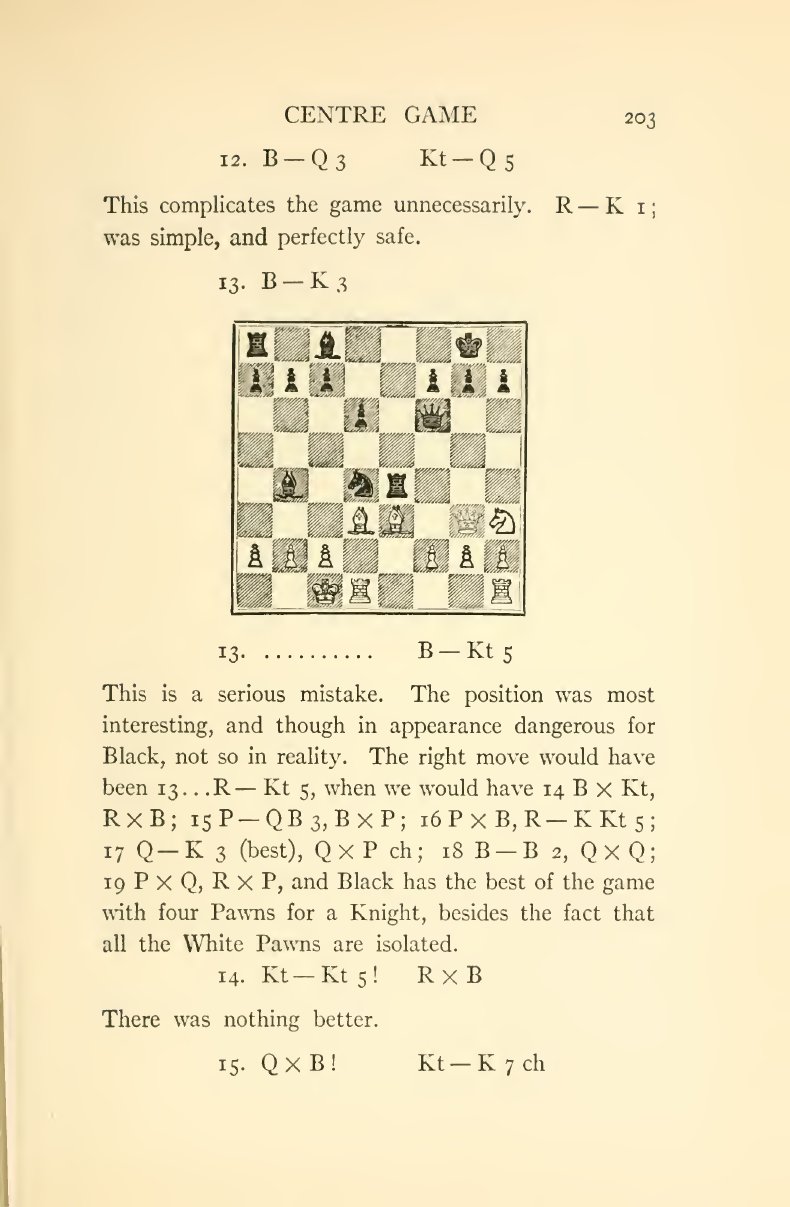 CENTRE GAME 203
12. B — Q 3 Kt — Q 5
This complicates the game unnecessarily. R — K 1;
was simple, and perfectly safe.
13. B — K 3
13. .......... B — Kt 5
This is a serious mistake. The position was most
interesting, and though in appearance dangerous for
Black, not so in reality. The right move would have
been 13...R — Kt 5, when we would have 14 B × Kt,
R × B; 15 P — Q B 3, B × P; 16 P × B, R — K Kt 5;
17 Q — K 3 (best), Q × P ch; 18 B — B 2, Q × Q;
19 P × Q, R × P, and Black has the best of the game
with four Pawns for a Knight, besides the fact that
all the White Pawns are isolated.
14. Kt — Kt 5! R × B
There was nothing better.
15. Q × B! Kt — K 7 ch